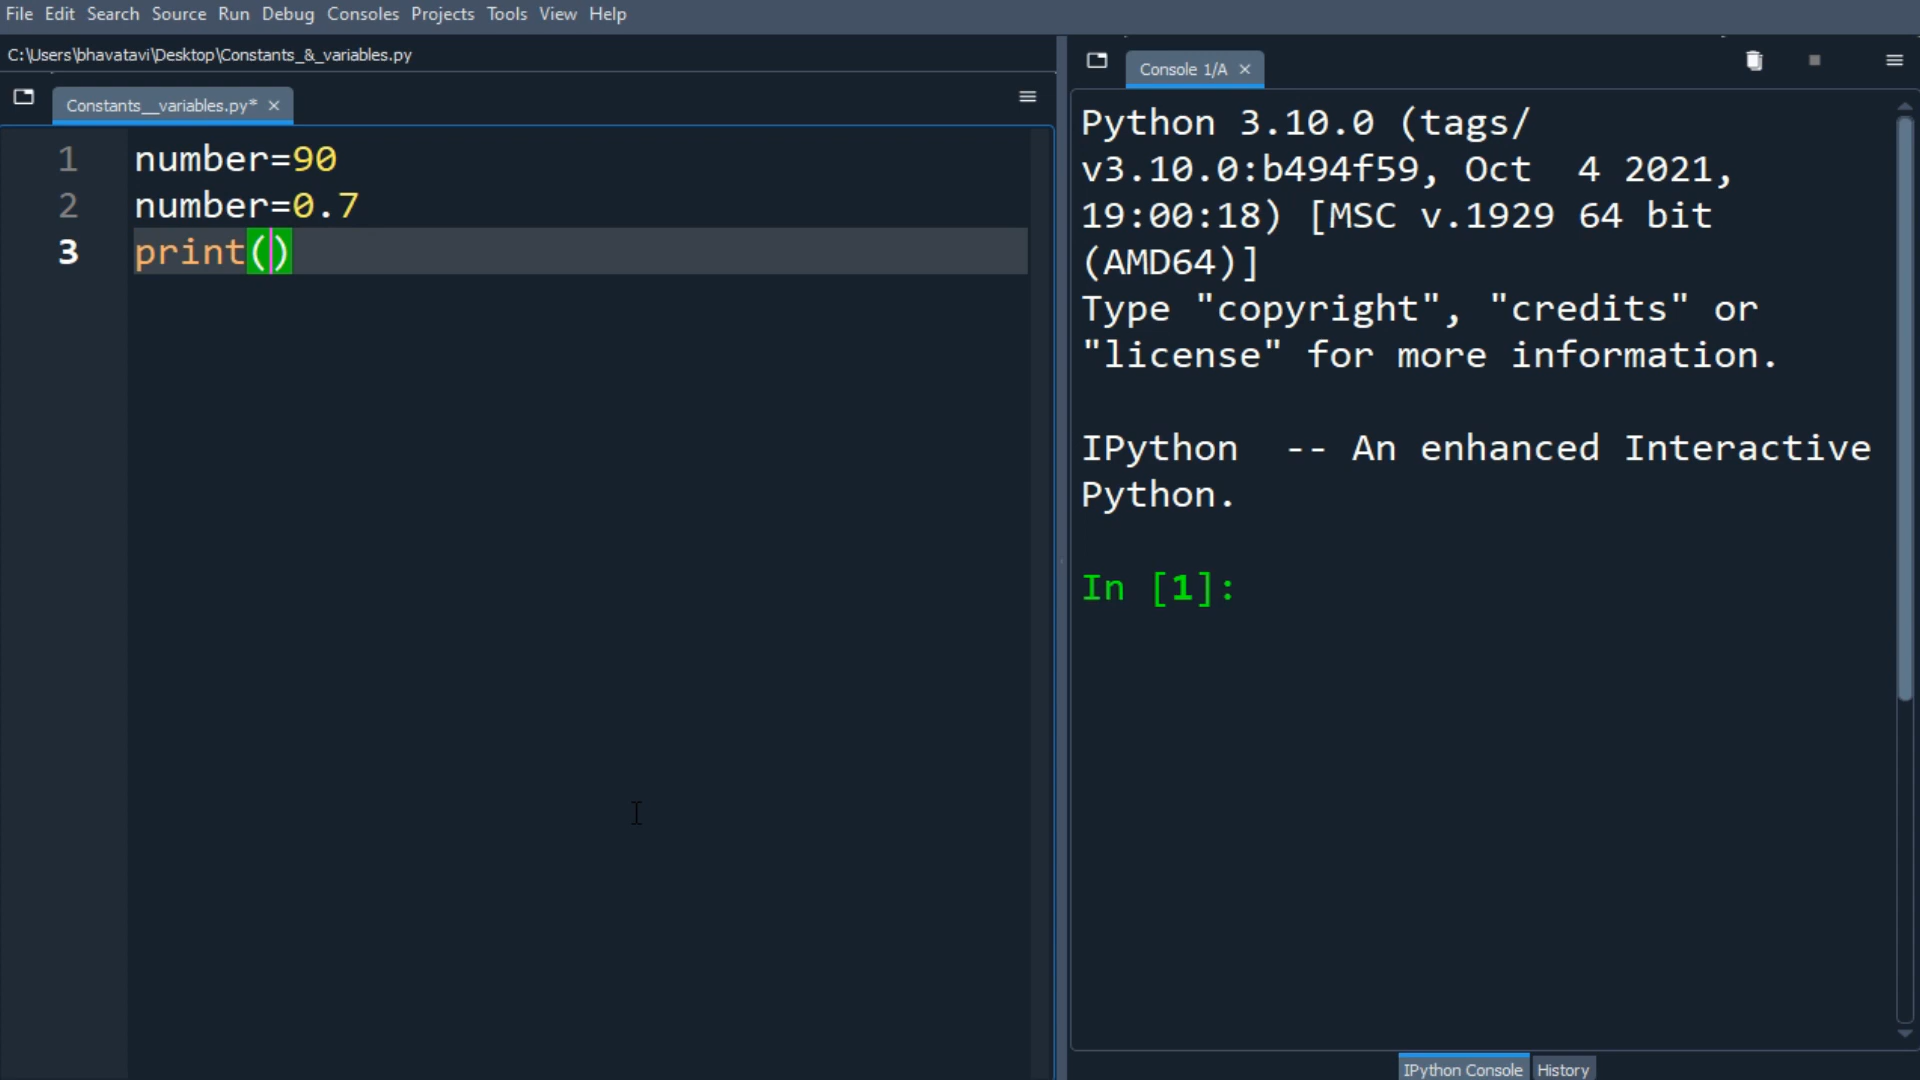 File Edit Search Source Run Debug Consoles Projects Tools View Help
C:\Users\bhavatavi\Desktop\Constants_&_variables.py
Constants__variables.py*
1 number=90
2 number=0.7
3 print()
Console 1/A
Python 3.10.0 (tags/
v3.10.0:b494f59, Oct  4 2021,
19:00:18) [MSC v.1929 64 bit
(AMD64)]
Type "copyright", "credits" or
"license" for more information.
IPython  -- An enhanced Interactive
Python.
In [1]:
IPython Console History